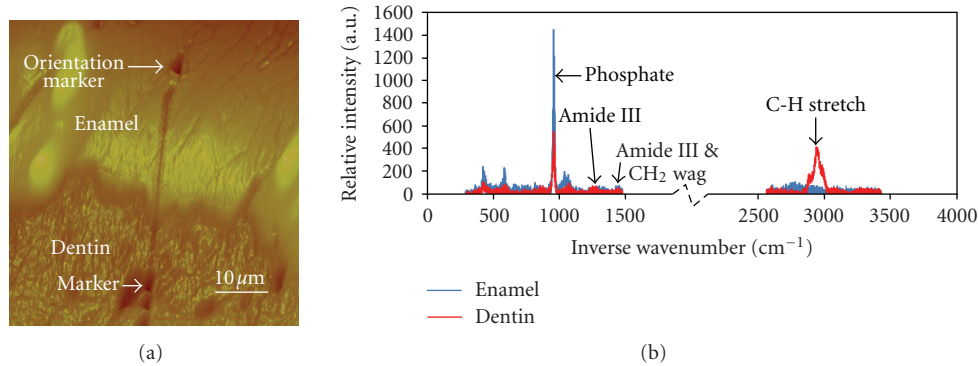 Orientation
marker
Enamel
Dentin
Marker
10 μm
(a)
Relative intensity (a.u.)
1600
1400
1200
1000
800
600
400
200
0
Phosphate
Amide III
Amide III &
CH₂ wag
C-H stretch
0 500 1000 1500 2500 3000 3500 4000
Inverse wavenumber (cm⁻¹)
Enamel
Dentin
(b)